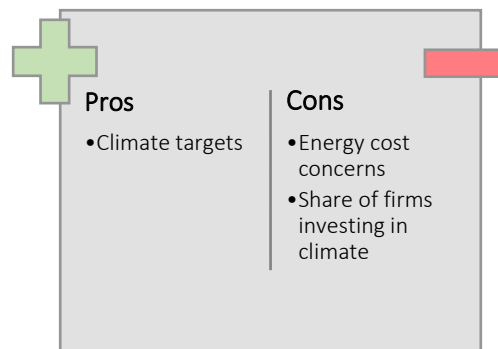 Pros
•Climate targets
Cons
•Energy cost
concerns
•Share of firms
investing in
climate